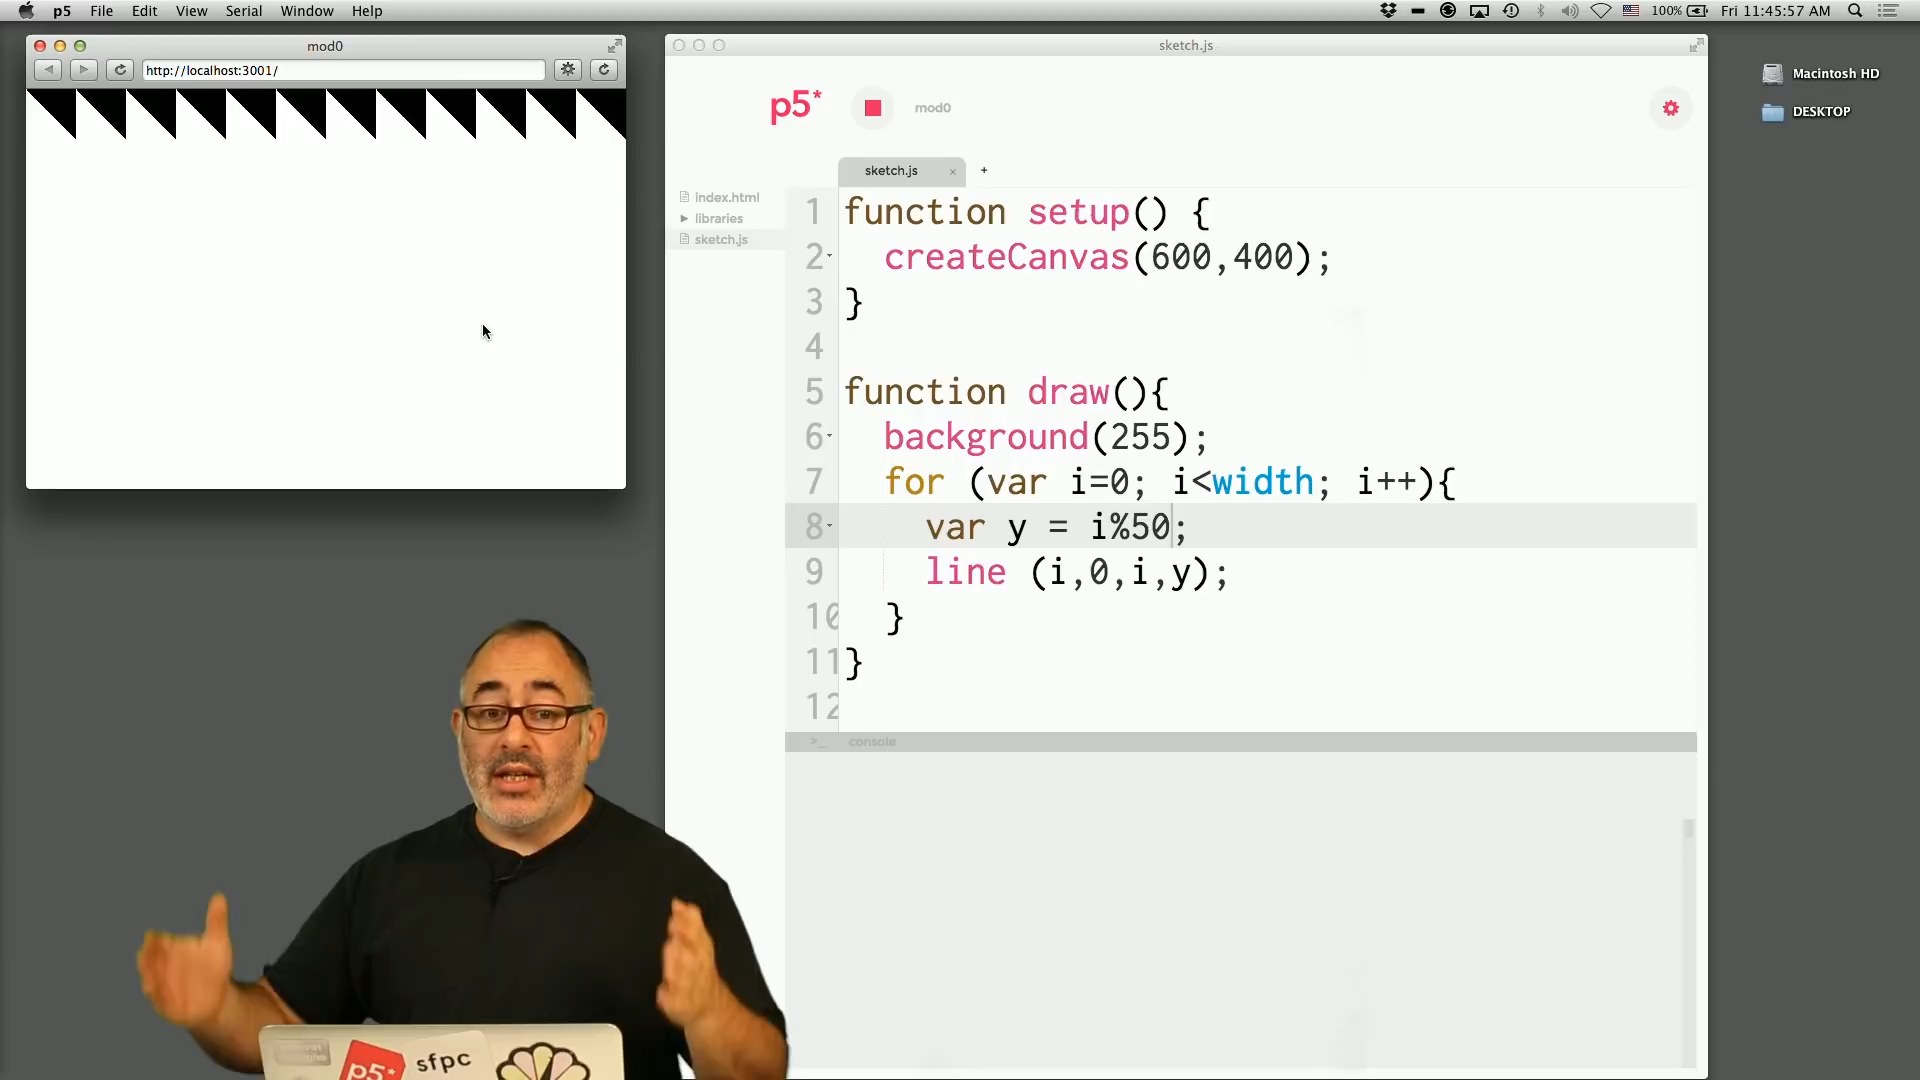 p5 File Edit View Serial Window Help
100% Fri 11:45:57 AM
mod0
http://localhost:3001/
sketch.js
Macintosh HD
DESKTOP
p5* mod0
sketch.js × +
index.html
libraries
sketch.js
1 function setup() {
2 createCanvas(600,400);
3 }
4
5 function draw(){
6 background(255);
7 for (var i=0; i<width; i++){
8 var y = i%50;
9 line (i,0,i,y);
10 }
11 }
12
>_ console
p5*
sfpc